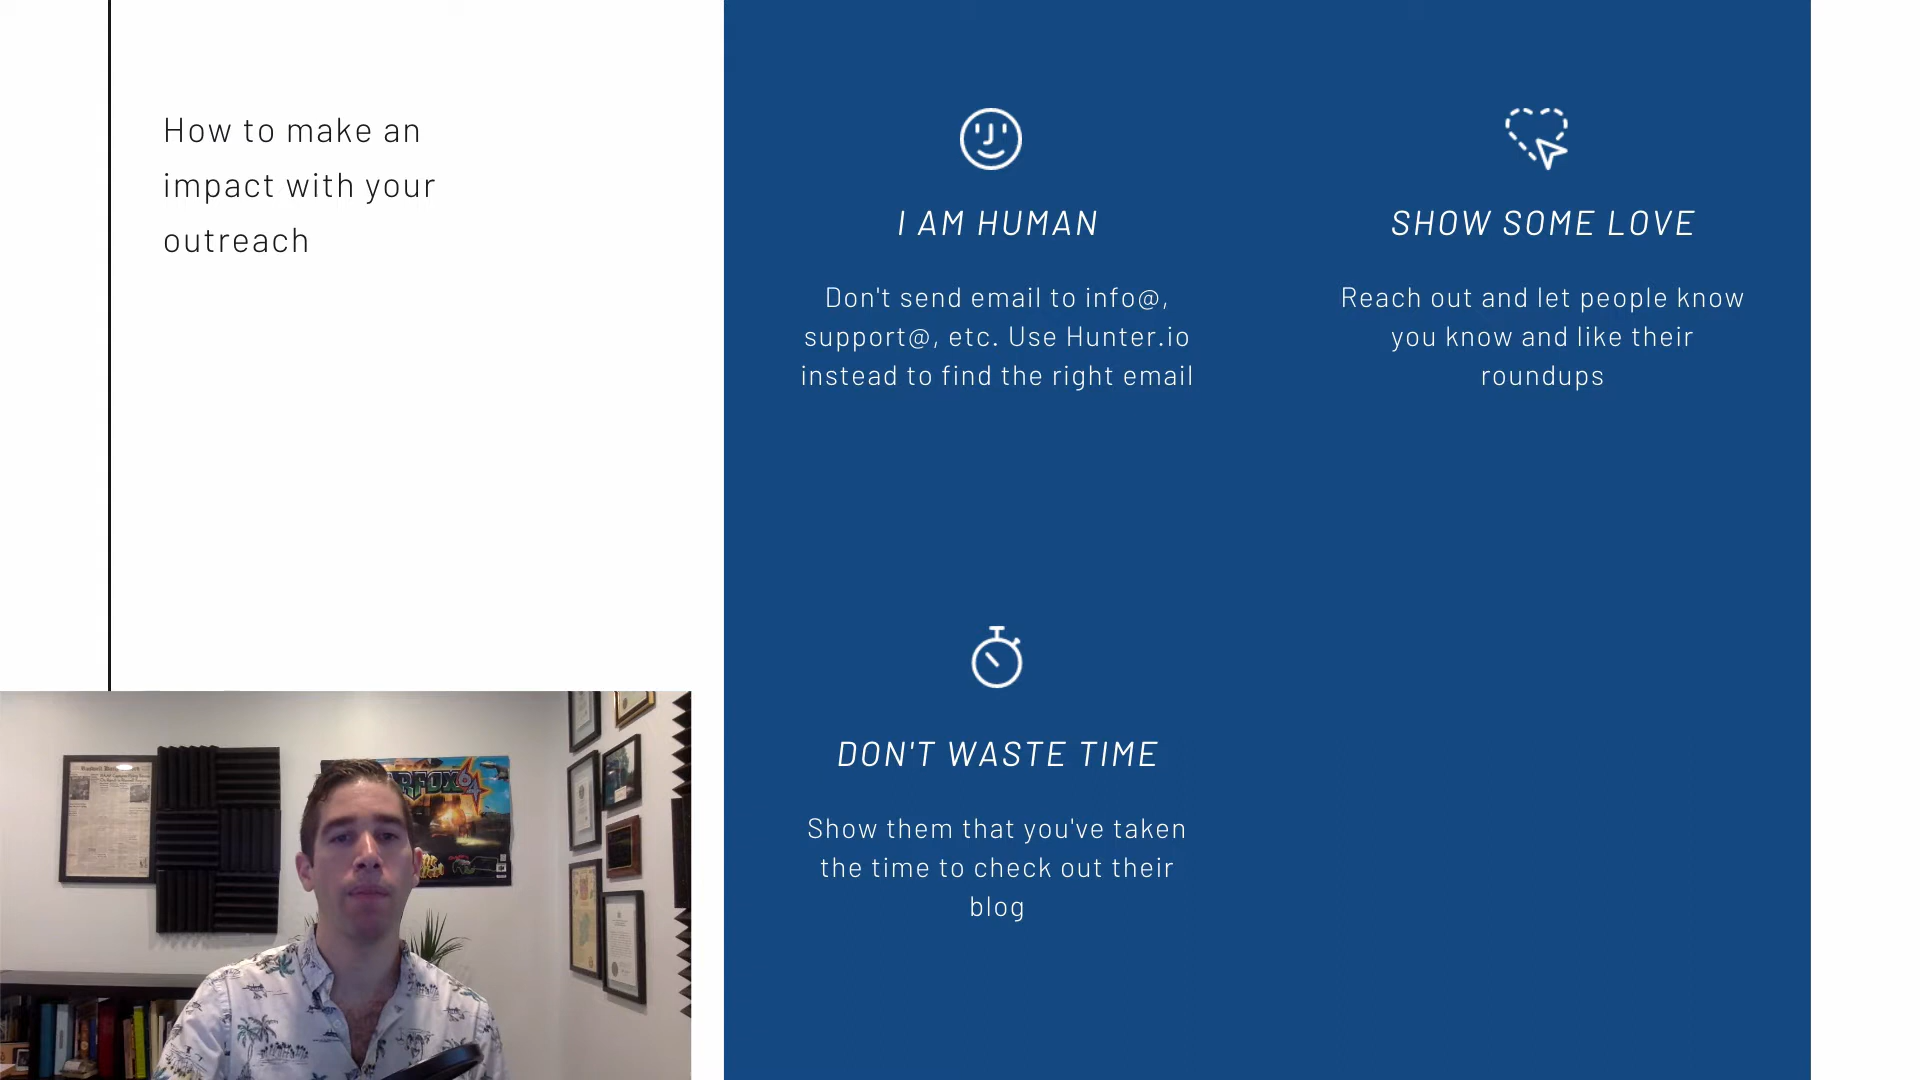 How to make an
impact with your
outreach
I AM HUMAN
Don't send email to info@,
support@, etc. Use Hunter.io
instead to find the right email
SHOW SOME LOVE
Reach out and let people know
you know and like their
roundups
DON'T WASTE TIME
Show them that you've taken
the time to check out their
blog